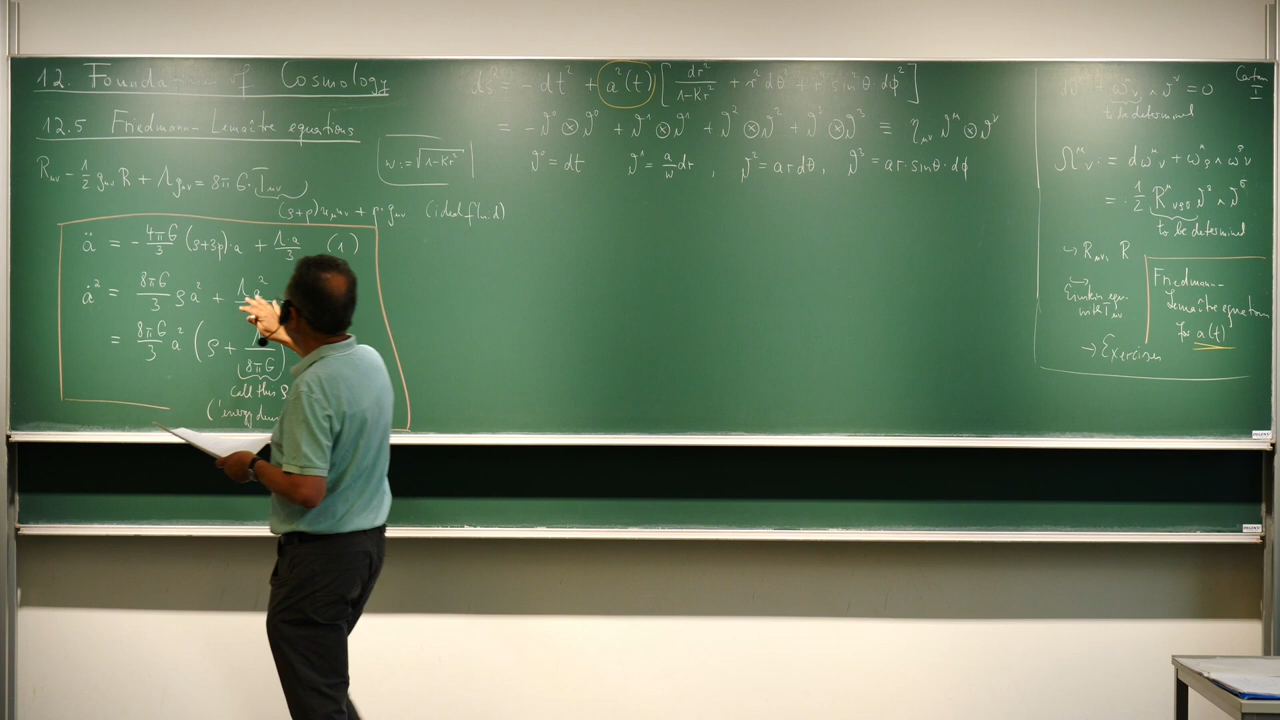 12. Foundations of Cosmology
12.5 Friedmann-Lemaître equations
R_μν - 1/2 g_μν R + Λ g_μν = 8πG · T_μν
(ρ+p) u_μ u_ν + p · g_μν (ideal fluid)
ä = - 4πG/3 (ρ+3p) · a + Λ·a/3 (1)
ȧ² = 8πG/3 ρ a² + Λa²
= 8πG/3 a² (ρ + Λ/8πG)
call this ρ
("energy dens
w := √(1-Kr²)
ds² = - dt² + a²(t) [ dr²/(1-Kr²) + r² dθ² + r² sin²θ · dϕ² ]
= - ϑ⁰ ⊗ ϑ⁰ + ϑ¹ ⊗ ϑ¹ + ϑ² ⊗ ϑ² + ϑ³ ⊗ ϑ³ ≡ η_μν ϑ^μ ⊗ ϑ^ν
ϑ⁰ = dt ϑ¹ = a/w dr , ϑ² = a r dθ , ϑ³ = a r · sinθ · dϕ
Cartan I
dϑ^μ + ω^μ_ν ∧ ϑ^ν = 0
to be determined
Ω^μ_ν := dω^μ_ν + ω^μ_ρ ∧ ω^ρ_ν
= 1/2 R^μ_νρσ ϑ^ρ ∧ ϑ^σ
to be determined
↪ R_μν, R
↪ Einstein equ. with T_μν
Friedmann-
Lemaître equation
for a(t)
→ Exercises